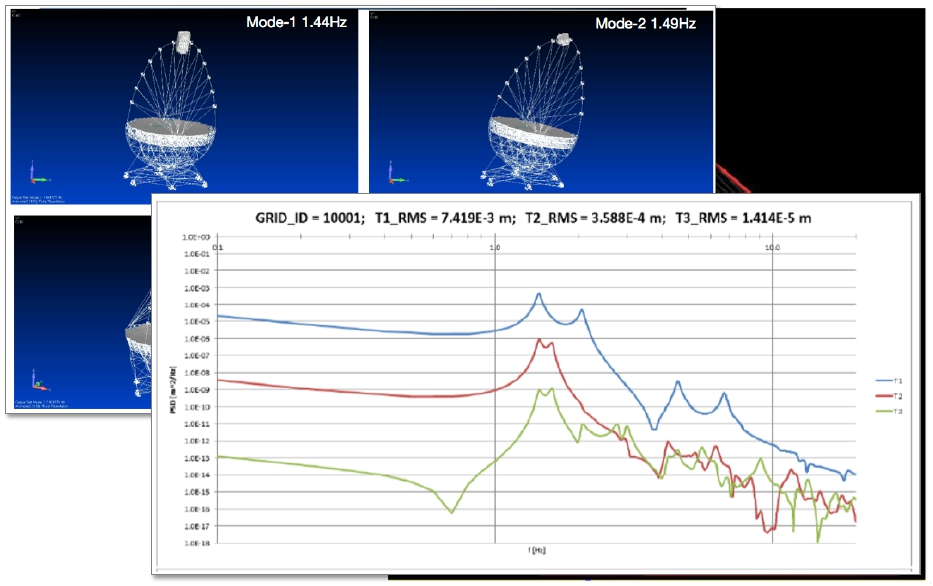 Mode-1 1.44Hz
Mode-2 1.49Hz
GRID_ID = 10001; T1_RMS = 7.419E-3 m; T2_RMS = 3.588E-4 m; T3_RMS = 1.414E-5 m
1.0E+00
0.1 1.0 10.0
1.0E-01
1.0E-02
1.0E-03
1.0E-04
1.0E-05
1.0E-06
1.0E-07
1.0E-08
1.0E-09
1.0E-10
1.0E-11
1.0E-12
1.0E-13
1.0E-14
1.0E-15
1.0E-16
1.0E-17
1.0E-18
PSD [m^2/Hz]
f [Hz]
T1
T2
T3